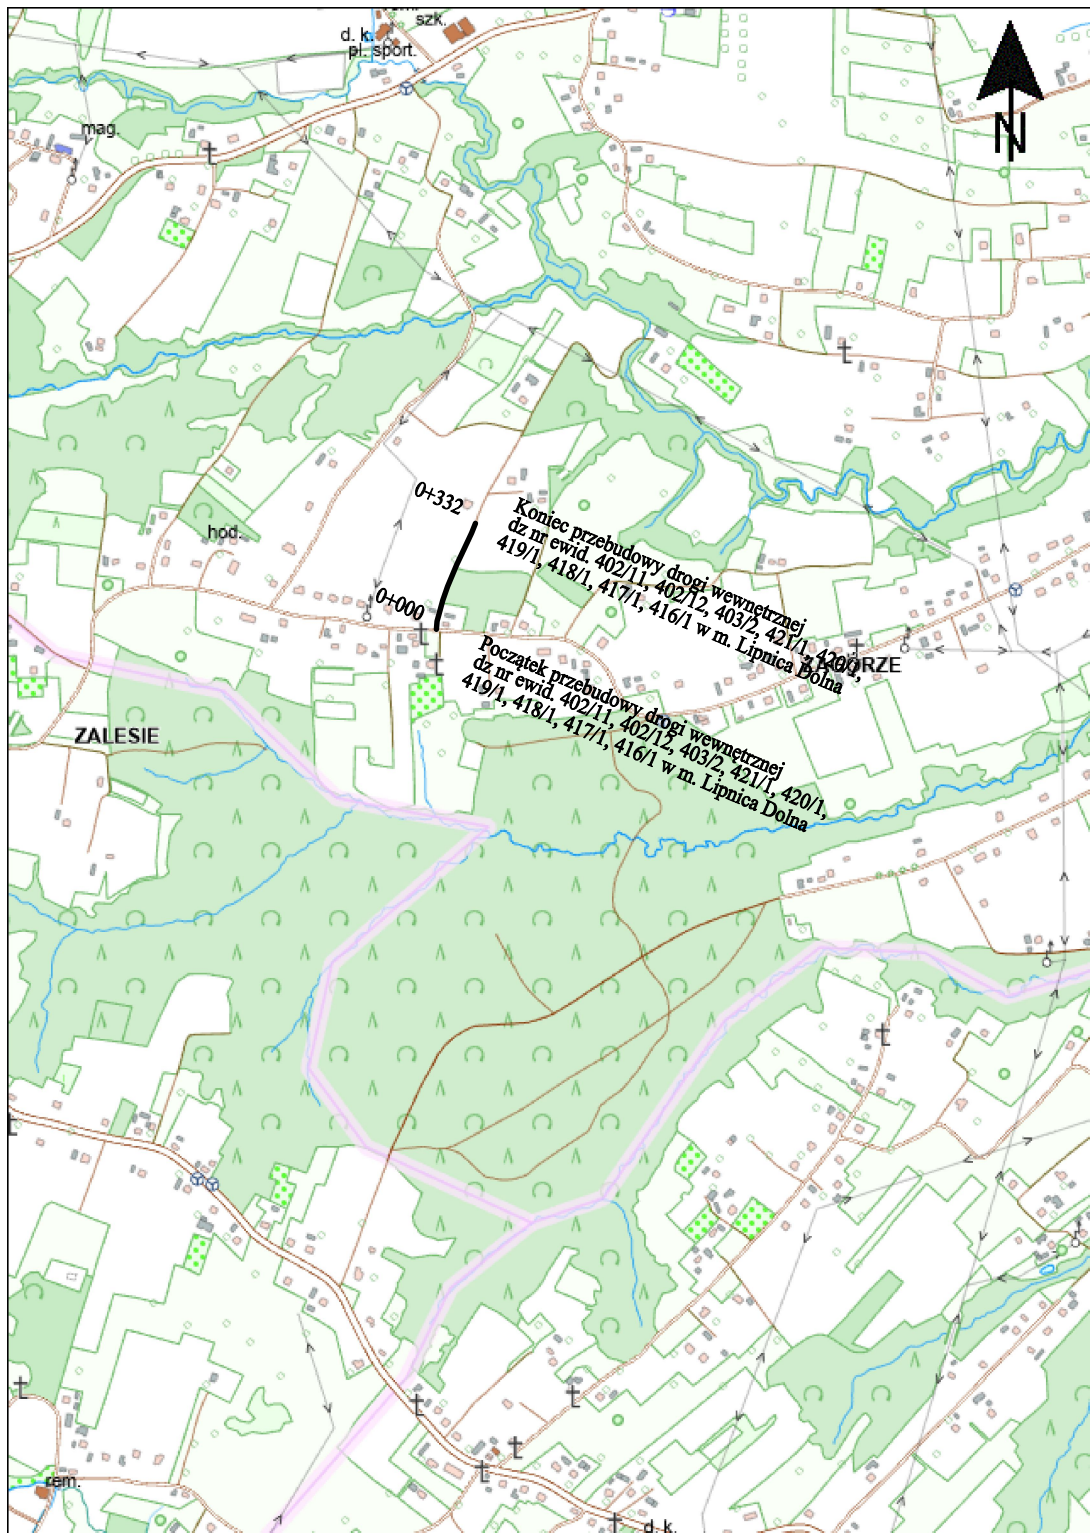 szk.
d. k.
pl. sport.
mag.
N
0+332
hod.
Koniec przebudowy drogi wewnętrznej
dz nr ewid. 402/11, 402/12, 403/2, 421/1, 420/1,
419/1, 418/1, 417/1, 416/1 w m. Lipnica Dolna
0+000
ZAGÓRZE
Początek przebudowy drogi wewnętrznej
dz nr ewid. 402/11, 402/12, 403/2, 421/1, 420/1,
419/1, 418/1, 417/1, 416/1 w m. Lipnica Dolna
ZALESIE
rem.
d. k.